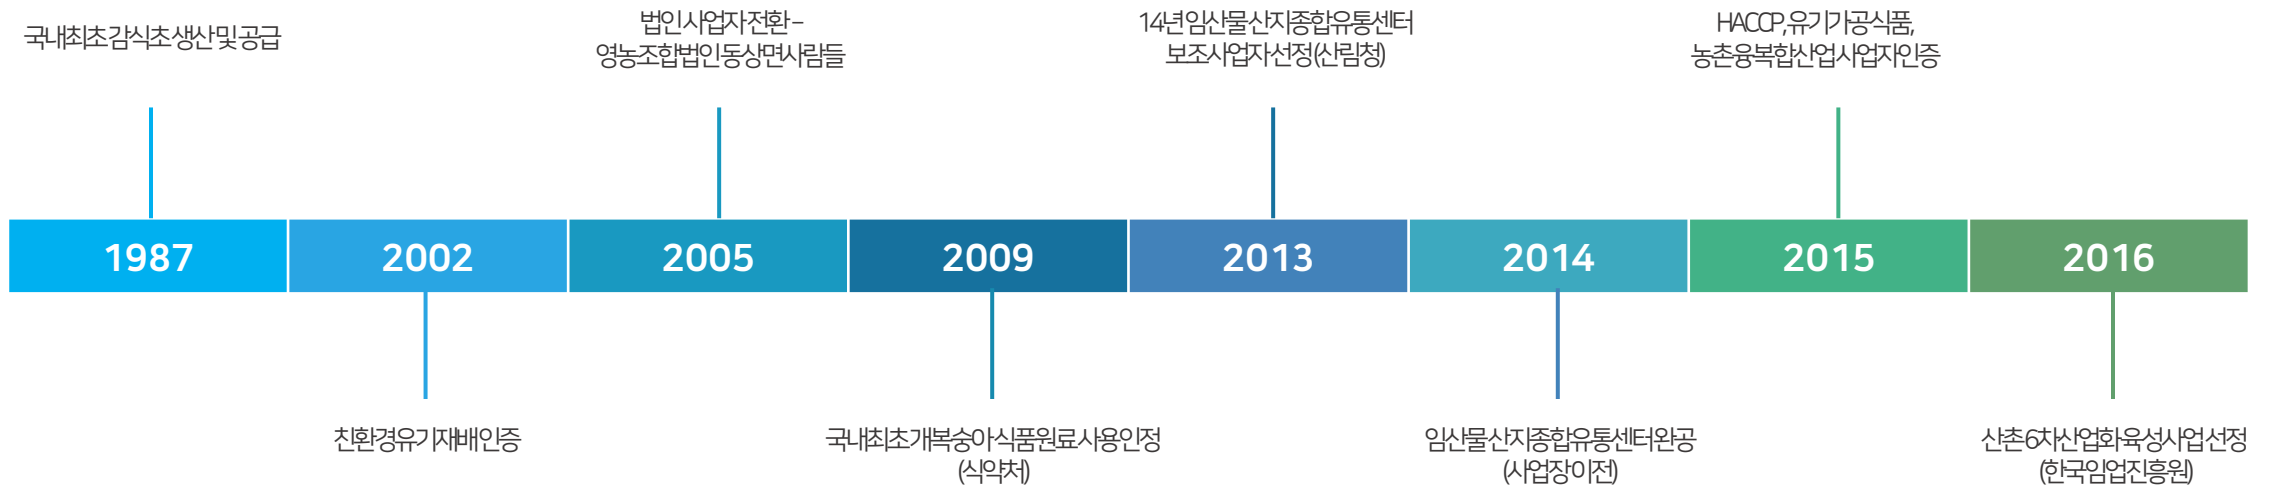 국내최초 감식초 생산 및 공급
법인 사업자 전환 –
영농조합법인 동상면사람들
14년 임산물 산지종합유통센터
보조사업자 선정(산림청)
HACCP, 유기가공식품,
농촌융복합산업 사업자 인증
1987
2002
2005
2009
2013
2014
2015
2016
친환경유기재배 인증
국내최초 개복숭아 식품원료 사용 인정
(식약처)
임산물 산지종합유통센터 완공
(사업장 이전)
산촌 6차산업화 육성사업 선정
(한국임업진흥원)